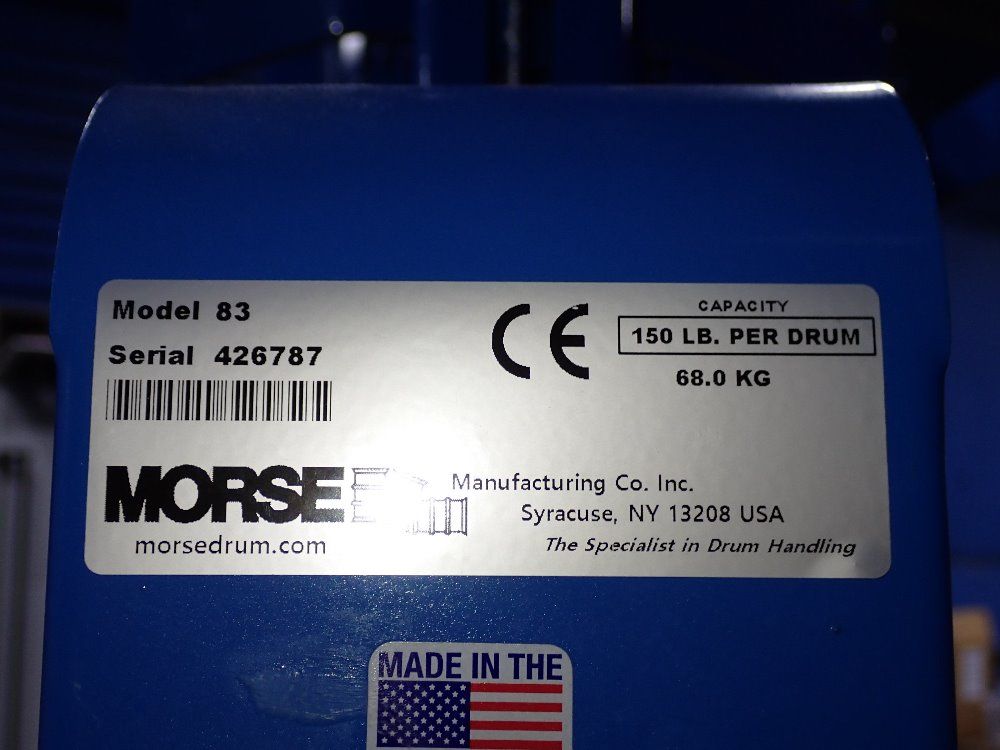 Model 83
Serial 426787
CE
CAPACITY
150 LB. PER DRUM
68.0 KG
MORSE
Manufacturing Co. Inc.
Syracuse, NY 13208 USA
morsedrum.com
The Specialist in Drum Handling
MADE IN THE